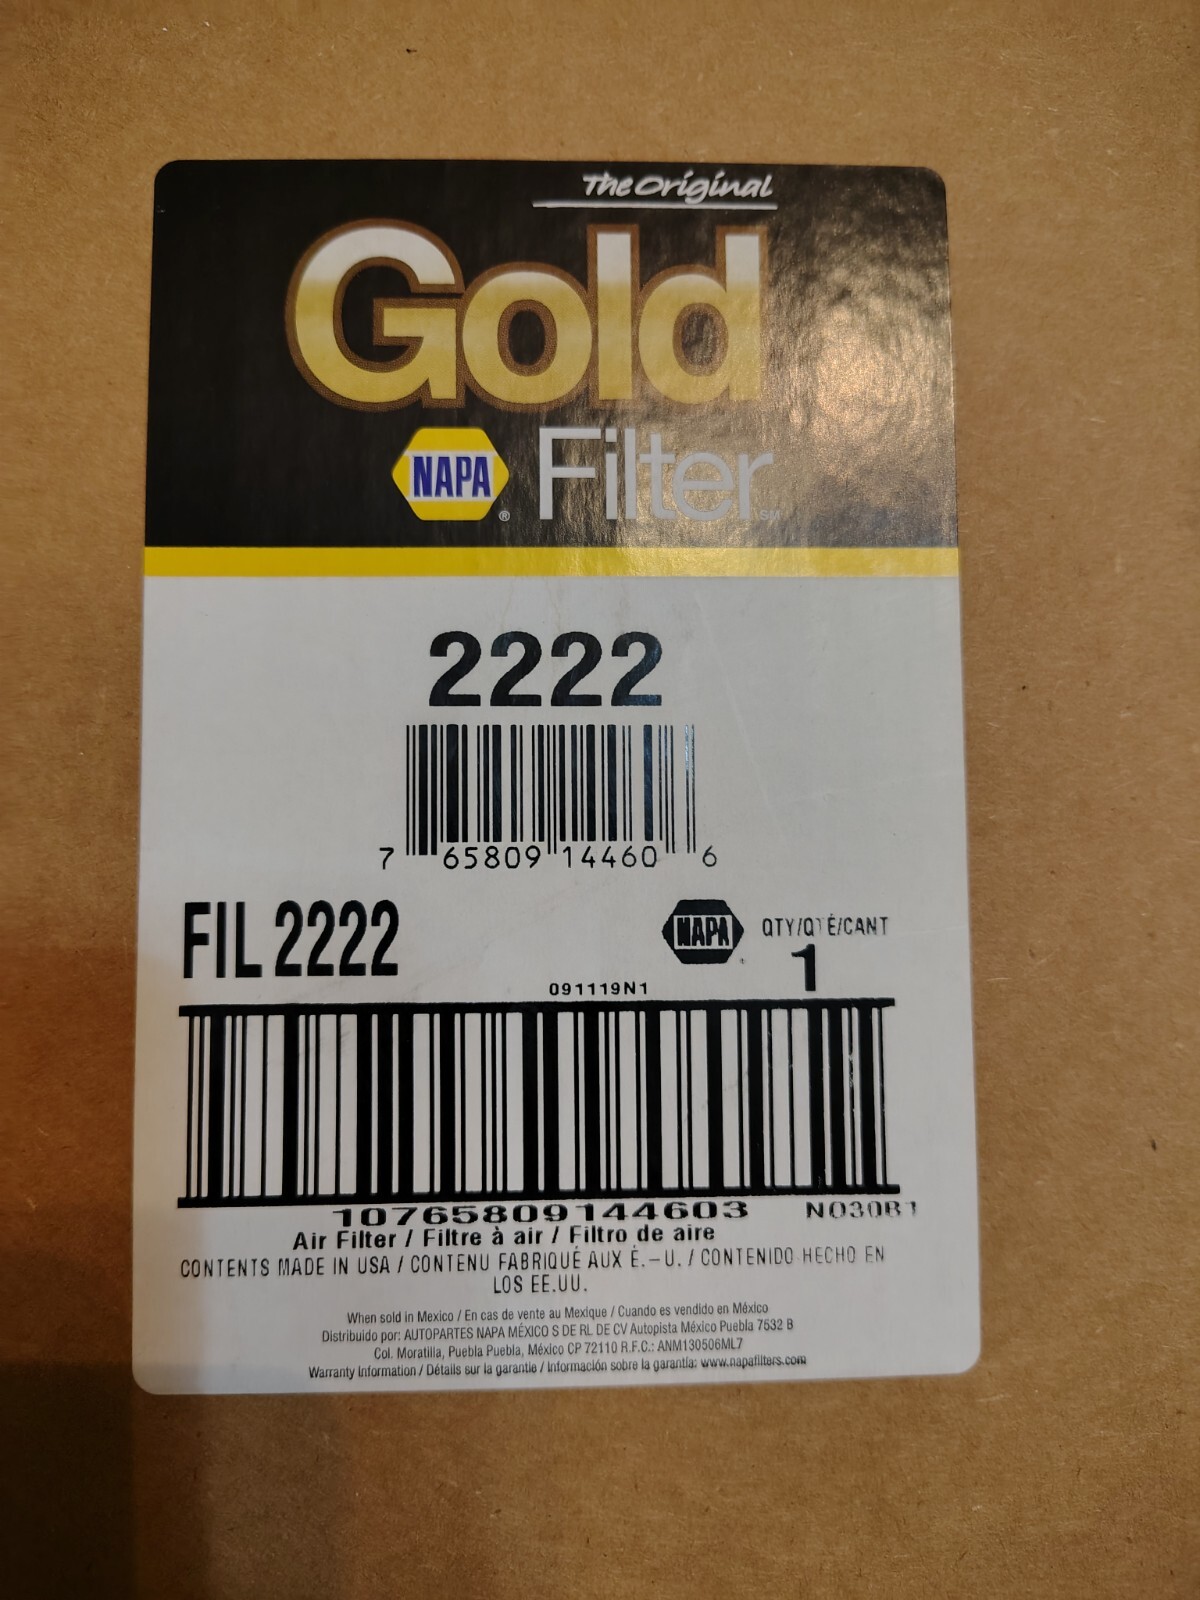 The Original
Gold
NAPA® FilterSM
2222
7 65809 14460 6
FIL 2222
NAPA
QTY/QTÉ/CANT
1
091119N1
10765809144603
N030B1
Air Filter / Filtre à air / Filtro de aire
CONTENTS MADE IN USA / CONTENU FABRIQUÉ AUX É.-U. / CONTENIDO HECHO EN
LOS EE.UU.
When sold in Mexico / En cas de vente au Mexique / Cuando es vendido en México
Distribuido por: AUTOPARTES NAPA MÉXICO S DE RL DE CV Autopista México Puebla 7532 B
Col. Moratilla, Puebla Puebla, México CP 72110 R.F.C.: ANM130506ML7
Warranty Information / Détails sur la garantie / Información sobre la garantía: www.napafilters.com